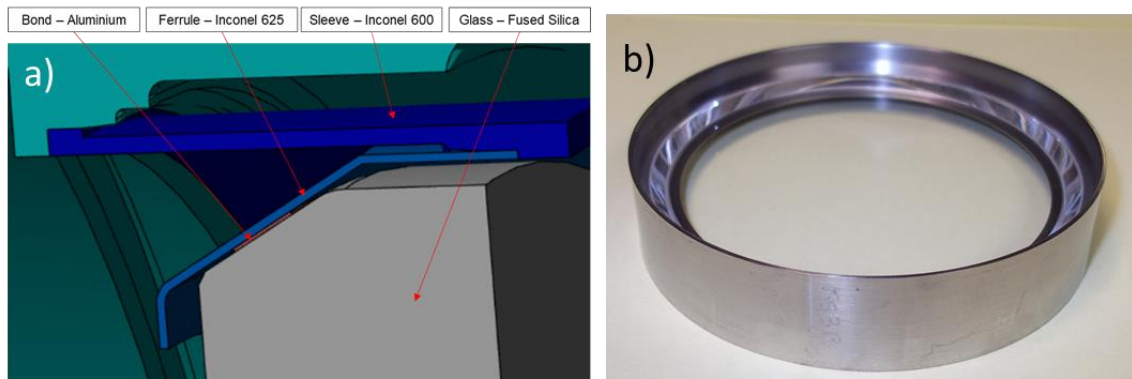 Bond – Aluminium
Ferrule – Inconel 625
Sleeve – Inconel 600
Glass – Fused Silica
a)
b)